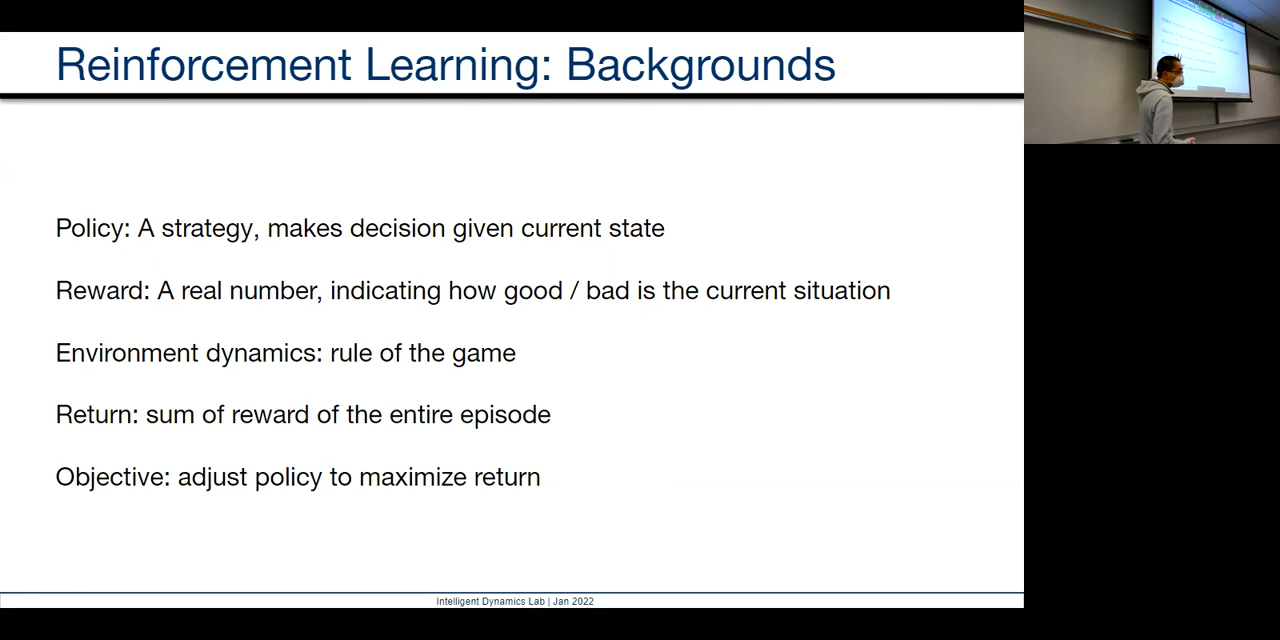 Reinforcement Learning: Backgrounds
Policy: A strategy, makes decision given current state
Reward: A real number, indicating how good / bad is the current situation
Environment dynamics: rule of the game
Return: sum of reward of the entire episode
Objective: adjust policy to maximize return
Intelligent Dynamics Lab | Jan 2022